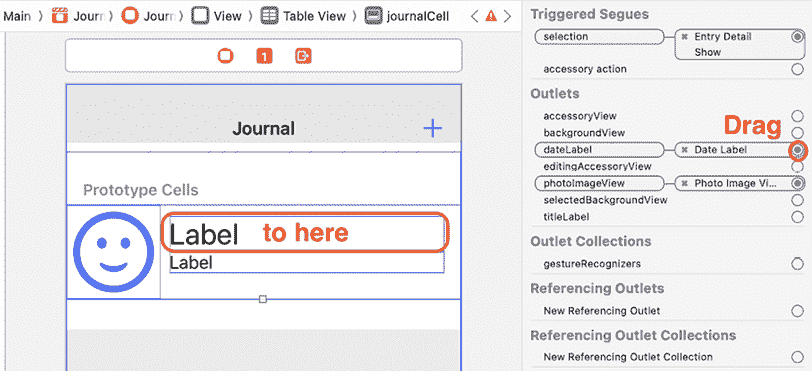 Main Journ Journ View Table View journalCell
1
Journal
Prototype Cells
Label to here
Label
Triggered Segues
selection Entry Detail
Show
accessory action
Outlets
accessoryView
backgroundView
Drag
dateLabel Date Label
editingAccessoryView
photoImageView Photo Image Vi...
selectedBackgroundView
titleLabel
Outlet Collections
gestureRecognizers
Referencing Outlets
New Referencing Outlet
Referencing Outlet Collections
New Referencing Outlet Collection